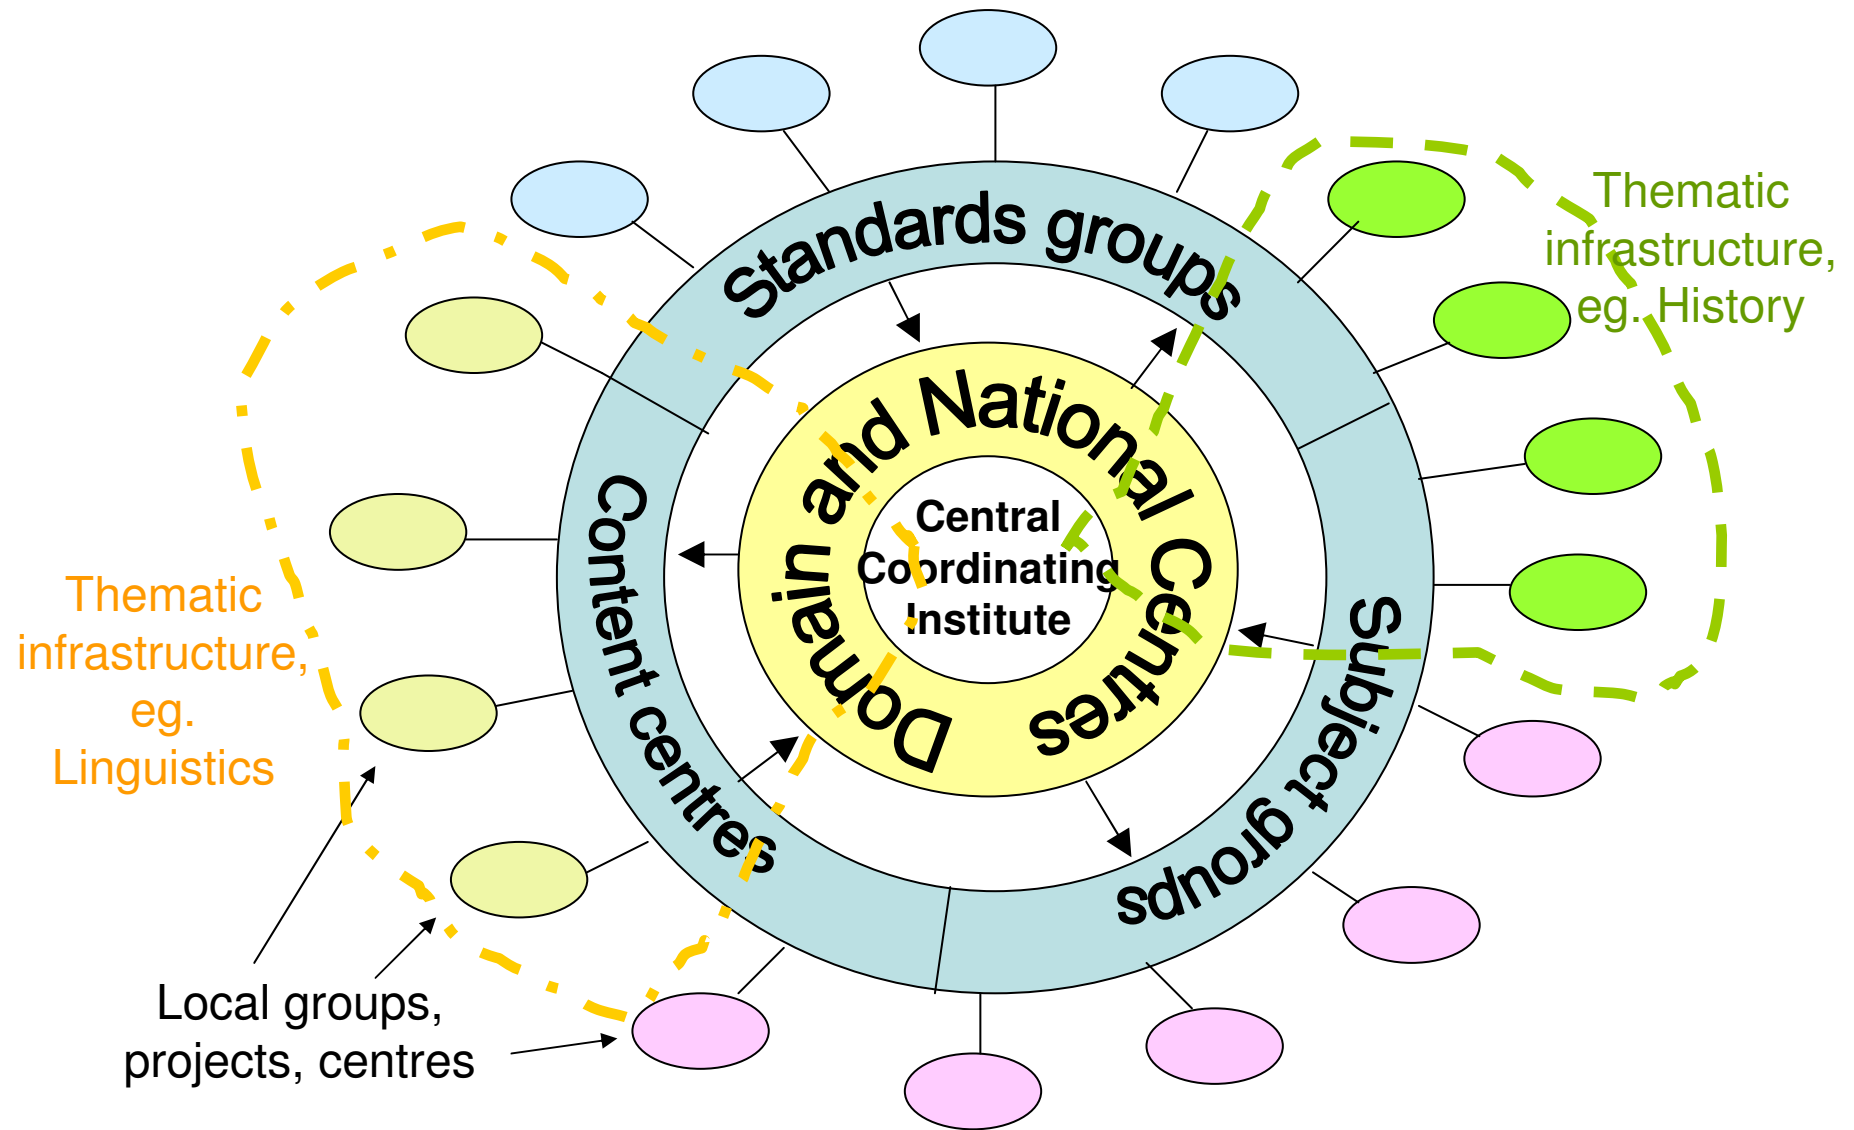 Standards groups
Thematic
infrastructure,
eg. History
Domain and National Centres
Central
Coordinating
Institute
Content centres
Subject groups
Thematic
infrastructure,
eg.
Linguistics
Local groups,
projects, centres